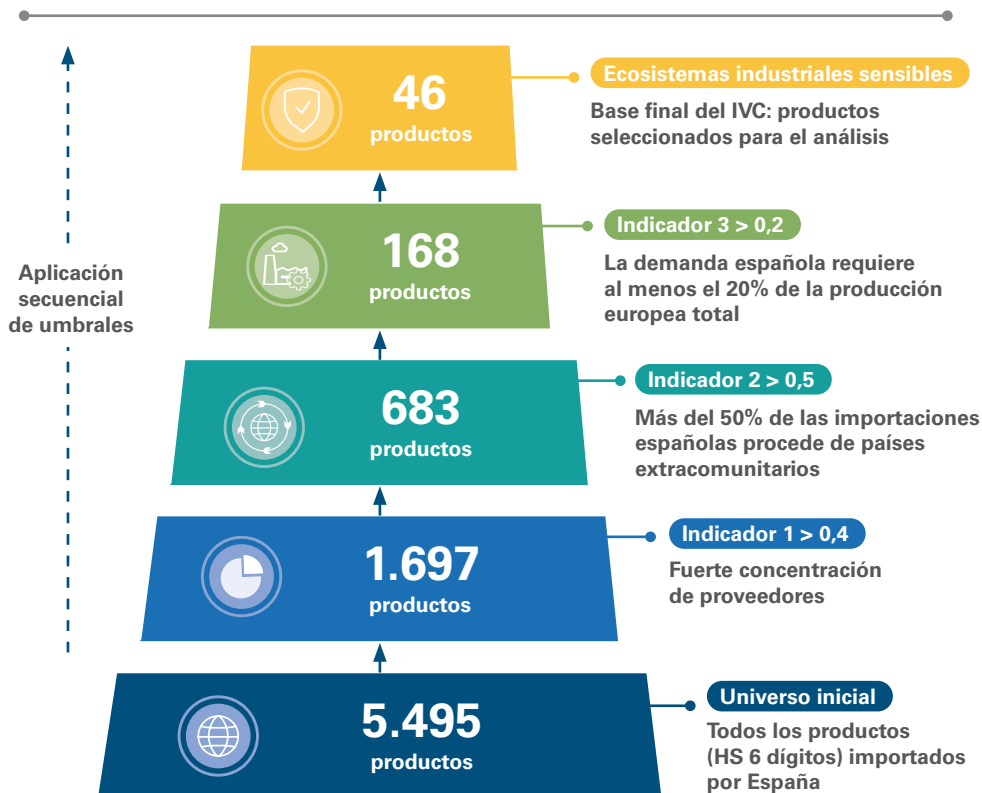 46
productos
Ecosistemas industriales sensibles
Base final del IVC: productos
seleccionados para el análisis
168
productos
Indicador 3 > 0,2
La demanda española requiere
al menos el 20% de la producción
europea total
Aplicación
secuencial
de umbrales
683
productos
Indicador 2 > 0,5
Más del 50% de las importaciones
españolas procede de países
extracomunitarios
1.697
productos
Indicador 1 > 0,4
Fuerte concentración
de proveedores
5.495
productos
Universo inicial
Todos los productos
(HS 6 dígitos) importados
por España